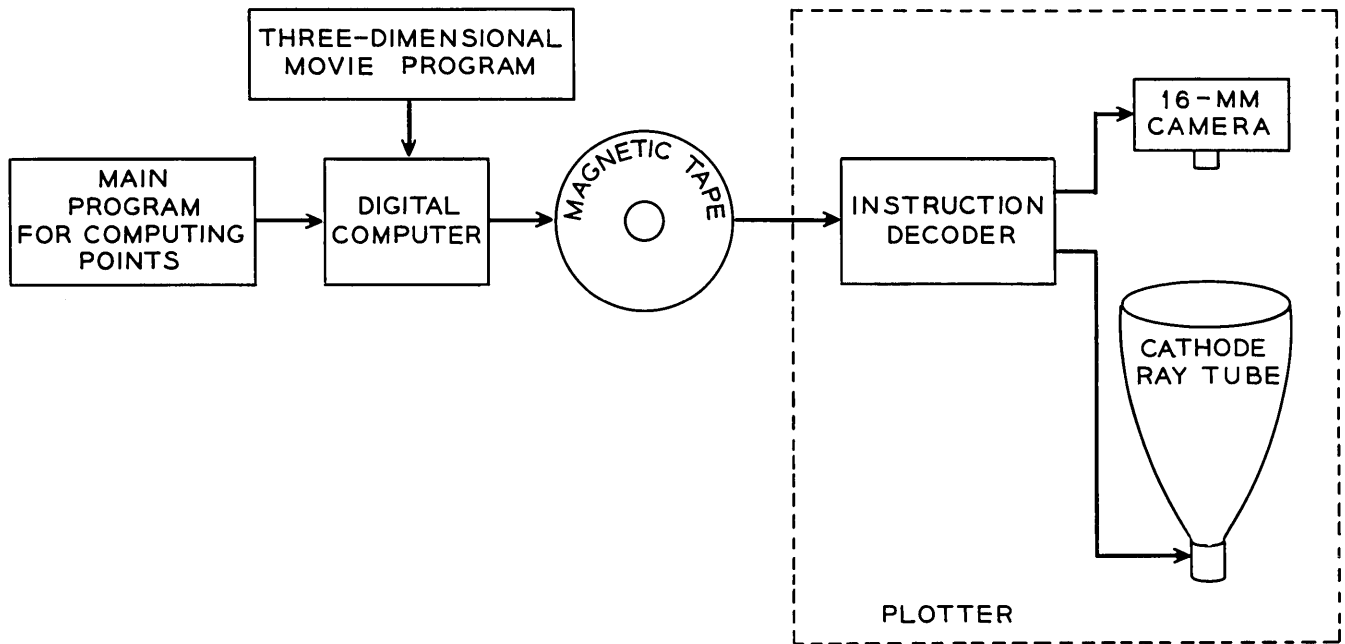 THREE-DIMENSIONAL
MOVIE PROGRAM
MAIN
PROGRAM
FOR COMPUTING
POINTS
DIGITAL
COMPUTER
MAGNETIC TAPE
INSTRUCTION
DECODER
16-MM
CAMERA
CATHODE
RAY TUBE
PLOTTER